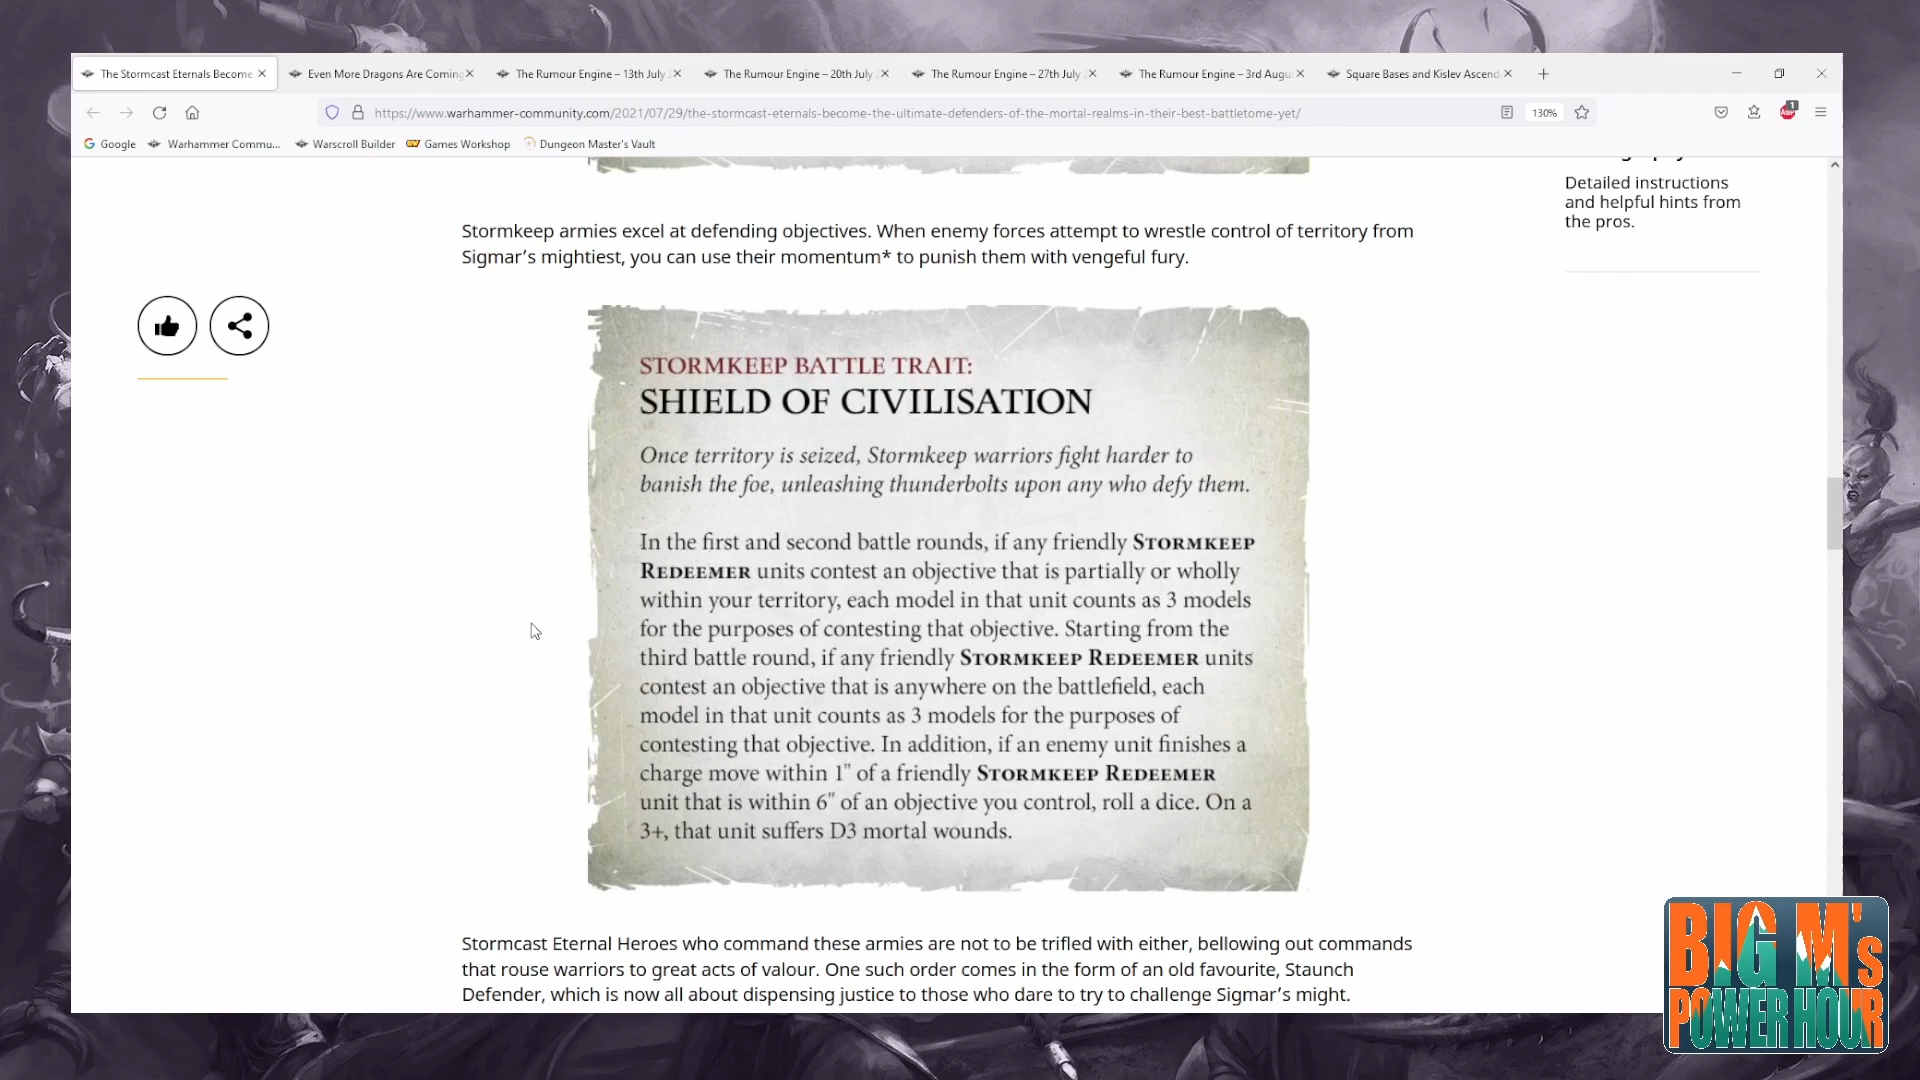 The Stormcast Eternals Become
Even More Dragons Are Coming
The Rumour Engine – 13th July
The Rumour Engine – 20th July
The Rumour Engine – 27th July
The Rumour Engine – 3rd Augu
Square Bases and Kislev Ascend
https://www.warhammer-community.com/2021/07/29/the-stormcast-eternals-become-the-ultimate-defenders-of-the-mortal-realms-in-their-best-battletome-yet/
130%
1
Google
Warhammer Commu...
Warscroll Builder
Games Workshop
Dungeon Master's Vault
Detailed instructions
and helpful hints from
the pros.
Stormkeep armies excel at defending objectives. When enemy forces attempt to wrestle control of territory from
Sigmar’s mightiest, you can use their momentum* to punish them with vengeful fury.
STORMKEEP BATTLE TRAIT:
SHIELD OF CIVILISATION
Once territory is seized, Stormkeep warriors fight harder to
banish the foe, unleashing thunderbolts upon any who defy them.
In the first and second battle rounds, if any friendly STORMKEEP
REDEEMER units contest an objective that is partially or wholly
within your territory, each model in that unit counts as 3 models
for the purposes of contesting that objective. Starting from the
third battle round, if any friendly STORMKEEP REDEEMER units
contest an objective that is anywhere on the battlefield, each
model in that unit counts as 3 models for the purposes of
contesting that objective. In addition, if an enemy unit finishes a
charge move within 1" of a friendly STORMKEEP REDEEMER
unit that is within 6" of an objective you control, roll a dice. On a
3+, that unit suffers D3 mortal wounds.
Stormcast Eternal Heroes who command these armies are not to be trifled with either, bellowing out commands
that rouse warriors to great acts of valour. One such order comes in the form of an old favourite, Staunch
Defender, which is now all about dispensing justice to those who dare to try to challenge Sigmar’s might.
BIG M's
POWER HOUR